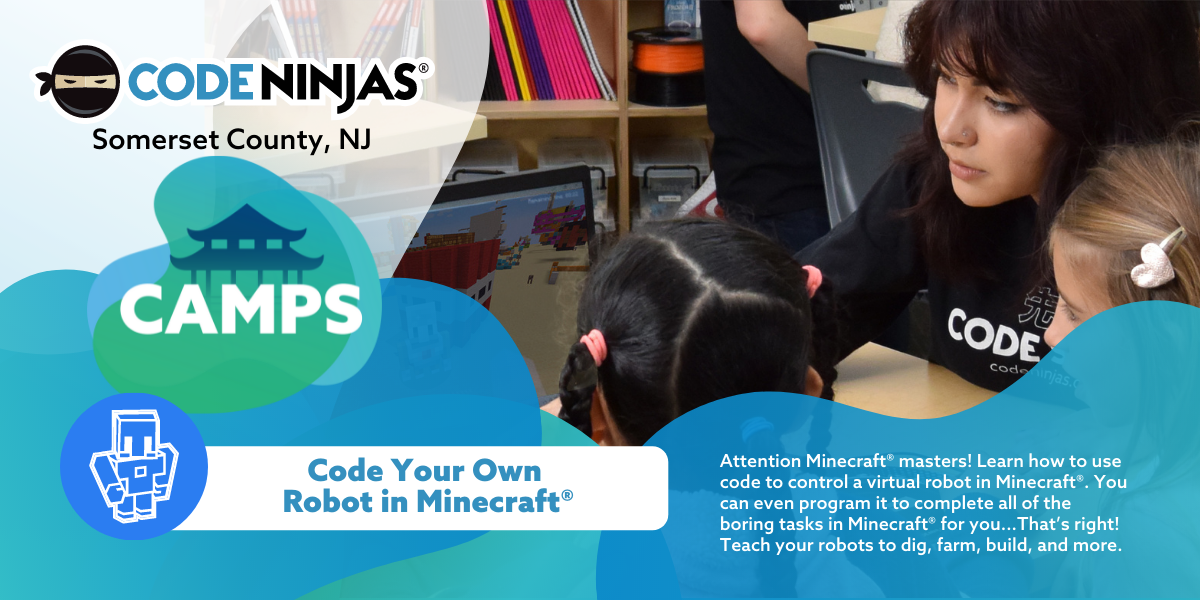 CODE NINJAS®
Somerset County, NJ
CAMPS
Code Your Own
Robot in Minecraft®
Attention Minecraft® masters! Learn how to use
code to control a virtual robot in Minecraft®. You
can even program it to complete all of the
boring tasks in Minecraft® for you...That's right!
Teach your robots to dig, farm, build, and more.
CODE
codeninjas.c